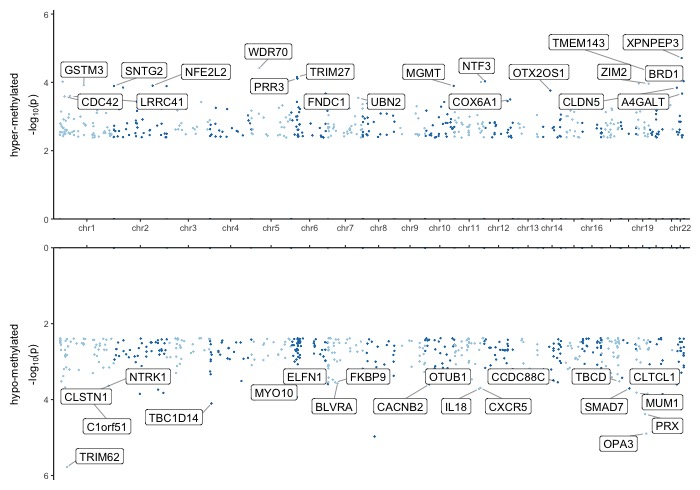 6
TMEM143 XPNPEP3
WDR70
GSTM3 SNTG2 NFE2L2 TRIM27 MGMT NTF3 OTX2OS1 ZIM2 BRD1
4
PRR3
CDC42 LRRC41 FNDC1 UBN2 COX6A1 CLDN5 A4GALT
hyper-methylated
-log10(p)
2
0
chr1 chr2 chr3 chr4 chr5 chr6 chr7 chr8 chr9 chr10 chr11 chr12 chr13 chr14 chr16 chr19 chr22
0
2
hypo-methylated
-log10(p)
NTRK1 ELFN1 FKBP9 OTUB1 CCDC88C TBCD CLTCL1
CLSTN1 MYO10
4
BLVRA CACNB2 IL18 CXCR5 SMAD7 MUM1
TBC1D14
C1orf51 PRX
OPA3
TRIM62
6